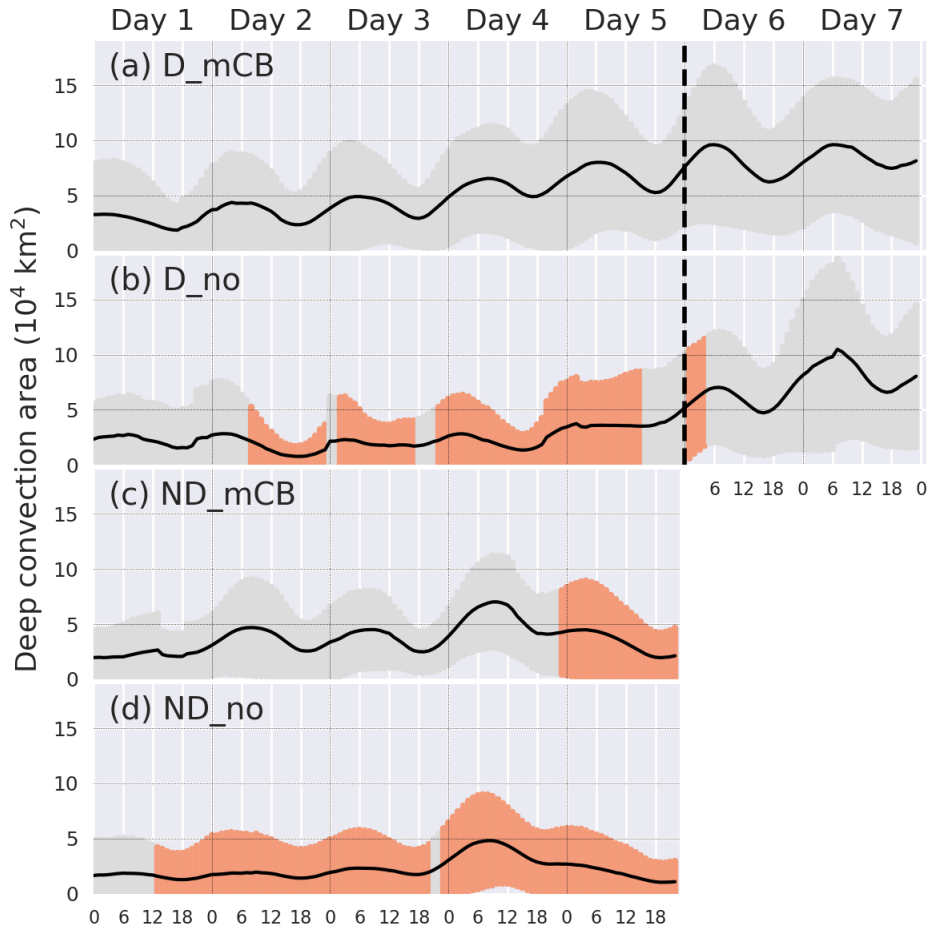 Day 1 Day 2 Day 3 Day 4 Day 5 Day 6 Day 7
Deep convection area (10⁴ km²)
(a) D_mCB
15
10
5
0
(b) D_no
15
10
5
0
6 12 18 0 6 12 18 0
(c) ND_mCB
15
10
5
0
(d) ND_no
15
10
5
0
0 6 12 18 0 6 12 18 0 6 12 18 0 6 12 18 0 6 12 18